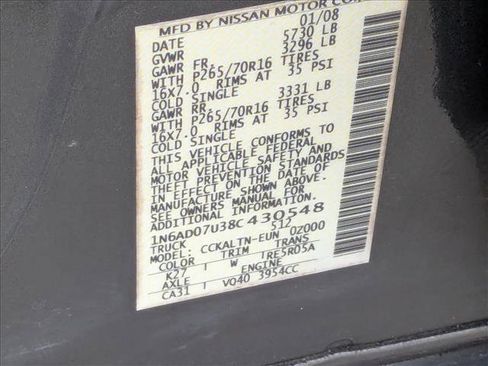 MFD BY NISSAN MOTOR CO.,
DATE 01/08
GVWR 5730 LB
GAWR FR. 3296 LB
WITH P265/70R16 TIRES
16X7.0 RIMS AT 35 PSI
COLD SINGLE
GAWR RR. 3331 LB
WITH P265/70R16 TIRES
16X7.0 RIMS AT 35 PSI
COLD SINGLE
THIS VEHICLE CONFORMS TO
ALL APPLICABLE FEDERAL
MOTOR VEHICLE SAFETY AND
THEFT PREVENTION STANDARDS
IN EFFECT ON THE DATE OF
MANUFACTURE SHOWN ABOVE.
SEE OWNERS MANUAL FOR
ADDITIONAL INFORMATION.
1N6AD07U38C430548
TRUCK 512
MODEL: CCKALTN-EUN 0Z000
COLOR TRIM TRANS
K27 W RE5R05A
AXLE ENGINE
CA31 VQ40 3954CC